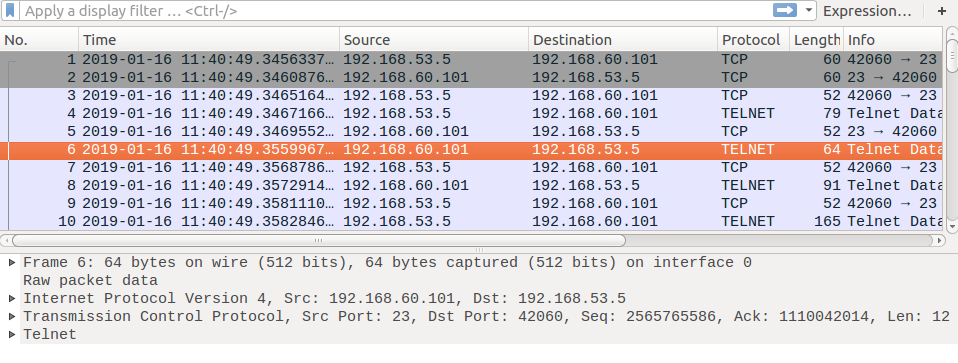 Apply a display filter … <Ctrl-/> Expression… +
No. Time Source Destination Protocol Length Info
1 2019-01-16 11:40:49.3456337… 192.168.53.5 192.168.60.101 TCP 60 42060 → 23
2 2019-01-16 11:40:49.3460876… 192.168.60.101 192.168.53.5 TCP 60 23 → 42060
3 2019-01-16 11:40:49.3465164… 192.168.53.5 192.168.60.101 TCP 52 42060 → 23
4 2019-01-16 11:40:49.3467166… 192.168.53.5 192.168.60.101 TELNET 79 Telnet Data
5 2019-01-16 11:40:49.3469552… 192.168.60.101 192.168.53.5 TCP 52 23 → 42060
6 2019-01-16 11:40:49.3559967… 192.168.60.101 192.168.53.5 TELNET 64 Telnet Data
7 2019-01-16 11:40:49.3568786… 192.168.53.5 192.168.60.101 TCP 52 42060 → 23
8 2019-01-16 11:40:49.3572914… 192.168.60.101 192.168.53.5 TELNET 91 Telnet Data
9 2019-01-16 11:40:49.3581110… 192.168.53.5 192.168.60.101 TCP 52 42060 → 23
10 2019-01-16 11:40:49.3582846… 192.168.53.5 192.168.60.101 TELNET 165 Telnet Data
Frame 6: 64 bytes on wire (512 bits), 64 bytes captured (512 bits) on interface 0
Raw packet data
Internet Protocol Version 4, Src: 192.168.60.101, Dst: 192.168.53.5
Transmission Control Protocol, Src Port: 23, Dst Port: 42060, Seq: 2565765586, Ack: 1110042014, Len: 12
Telnet